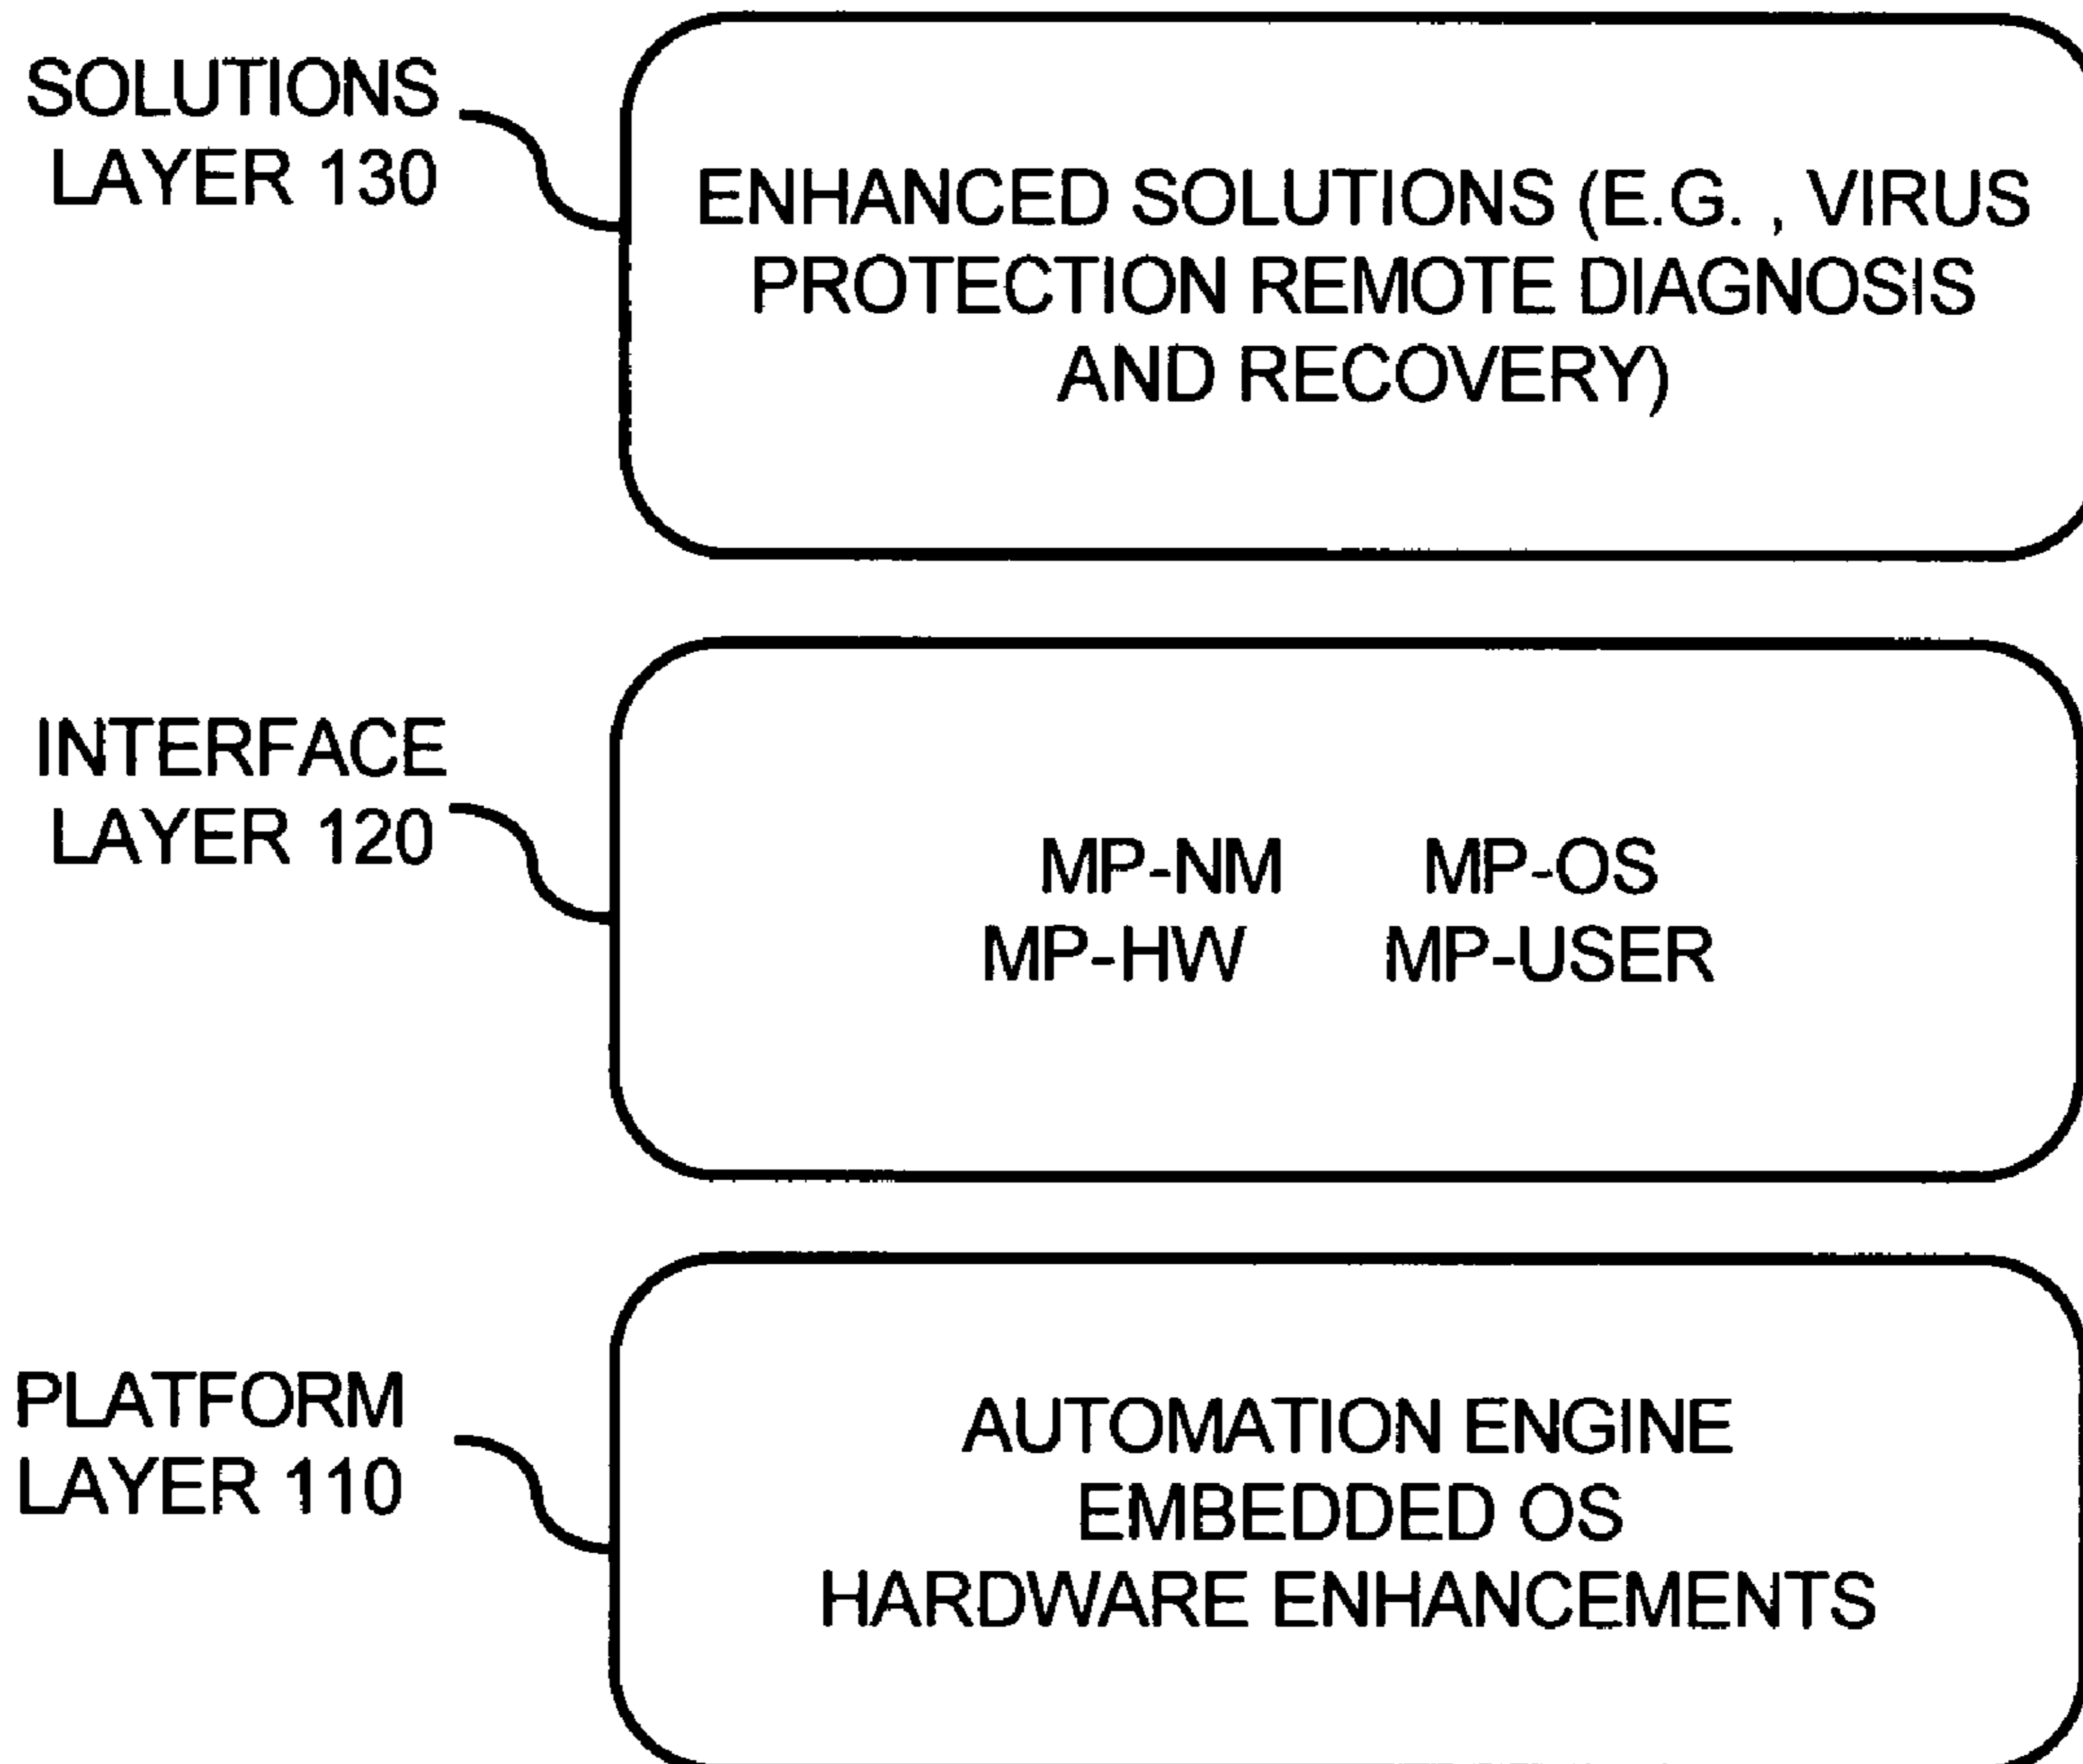 SOLUTIONS
LAYER 130
ENHANCED SOLUTIONS (E.G. , VIRUS
PROTECTION REMOTE DIAGNOSIS
AND RECOVERY)
INTERFACE
LAYER 120
MP-NM MP-OS
MP-HW MP-USER
PLATFORM
LAYER 110
AUTOMATION ENGINE
EMBEDDED OS
HARDWARE ENHANCEMENTS